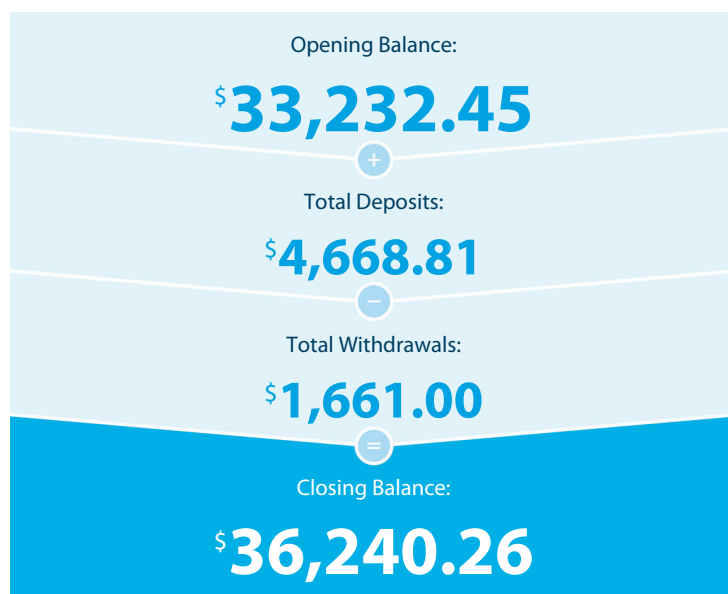 Opening Balance:
$33,232.45
+
Total Deposits:
$4,668.81
−
Total Withdrawals:
$1,661.00
=
Closing Balance:
$36,240.26